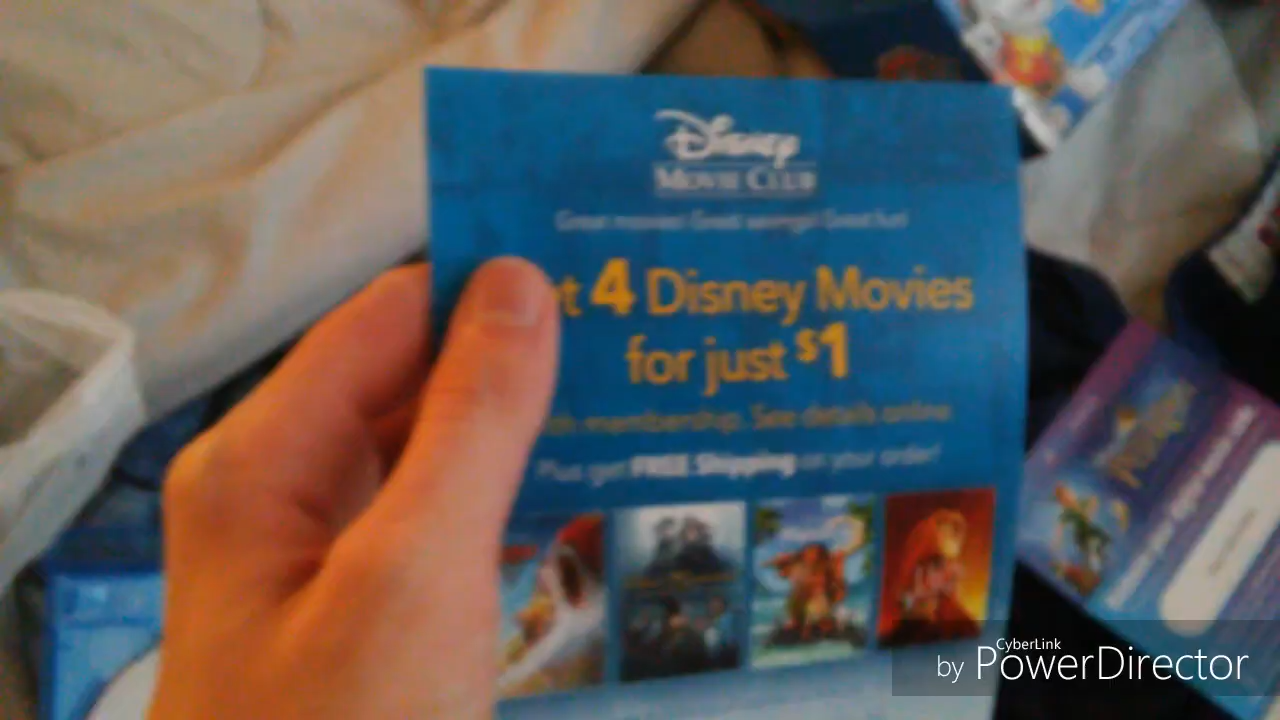 Disney
MOVIE CLUB
Great movies! Great savings! Great fun!
et 4 Disney Movies
for just $1
membership. See details online
Plus get FREE Shipping on your order!
CyberLink
by PowerDirector